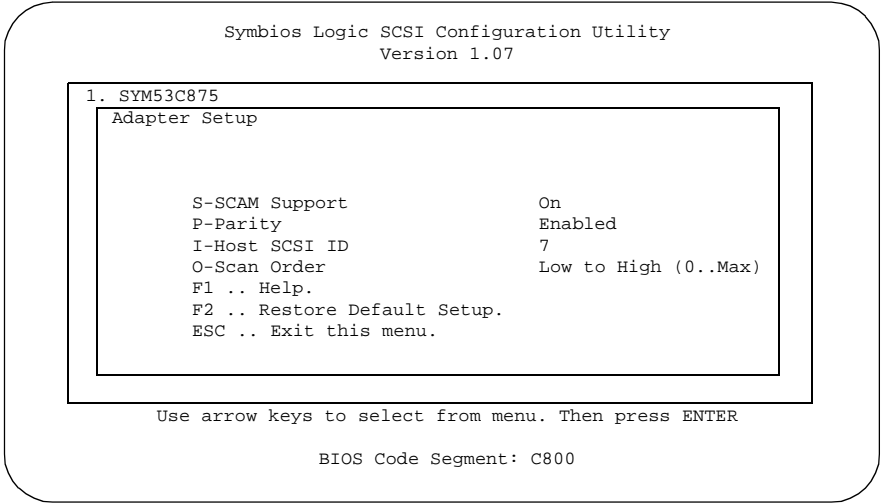 Symbios Logic SCSI Configuration Utility
Version 1.07
1. SYM53C875
Adapter Setup
S-SCAM Support On
P-Parity Enabled
I-Host SCSI ID 7
O-Scan Order Low to High (0..Max)
F1 .. Help.
F2 .. Restore Default Setup.
ESC .. Exit this menu.
Use arrow keys to select from menu. Then press ENTER
BIOS Code Segment: C800